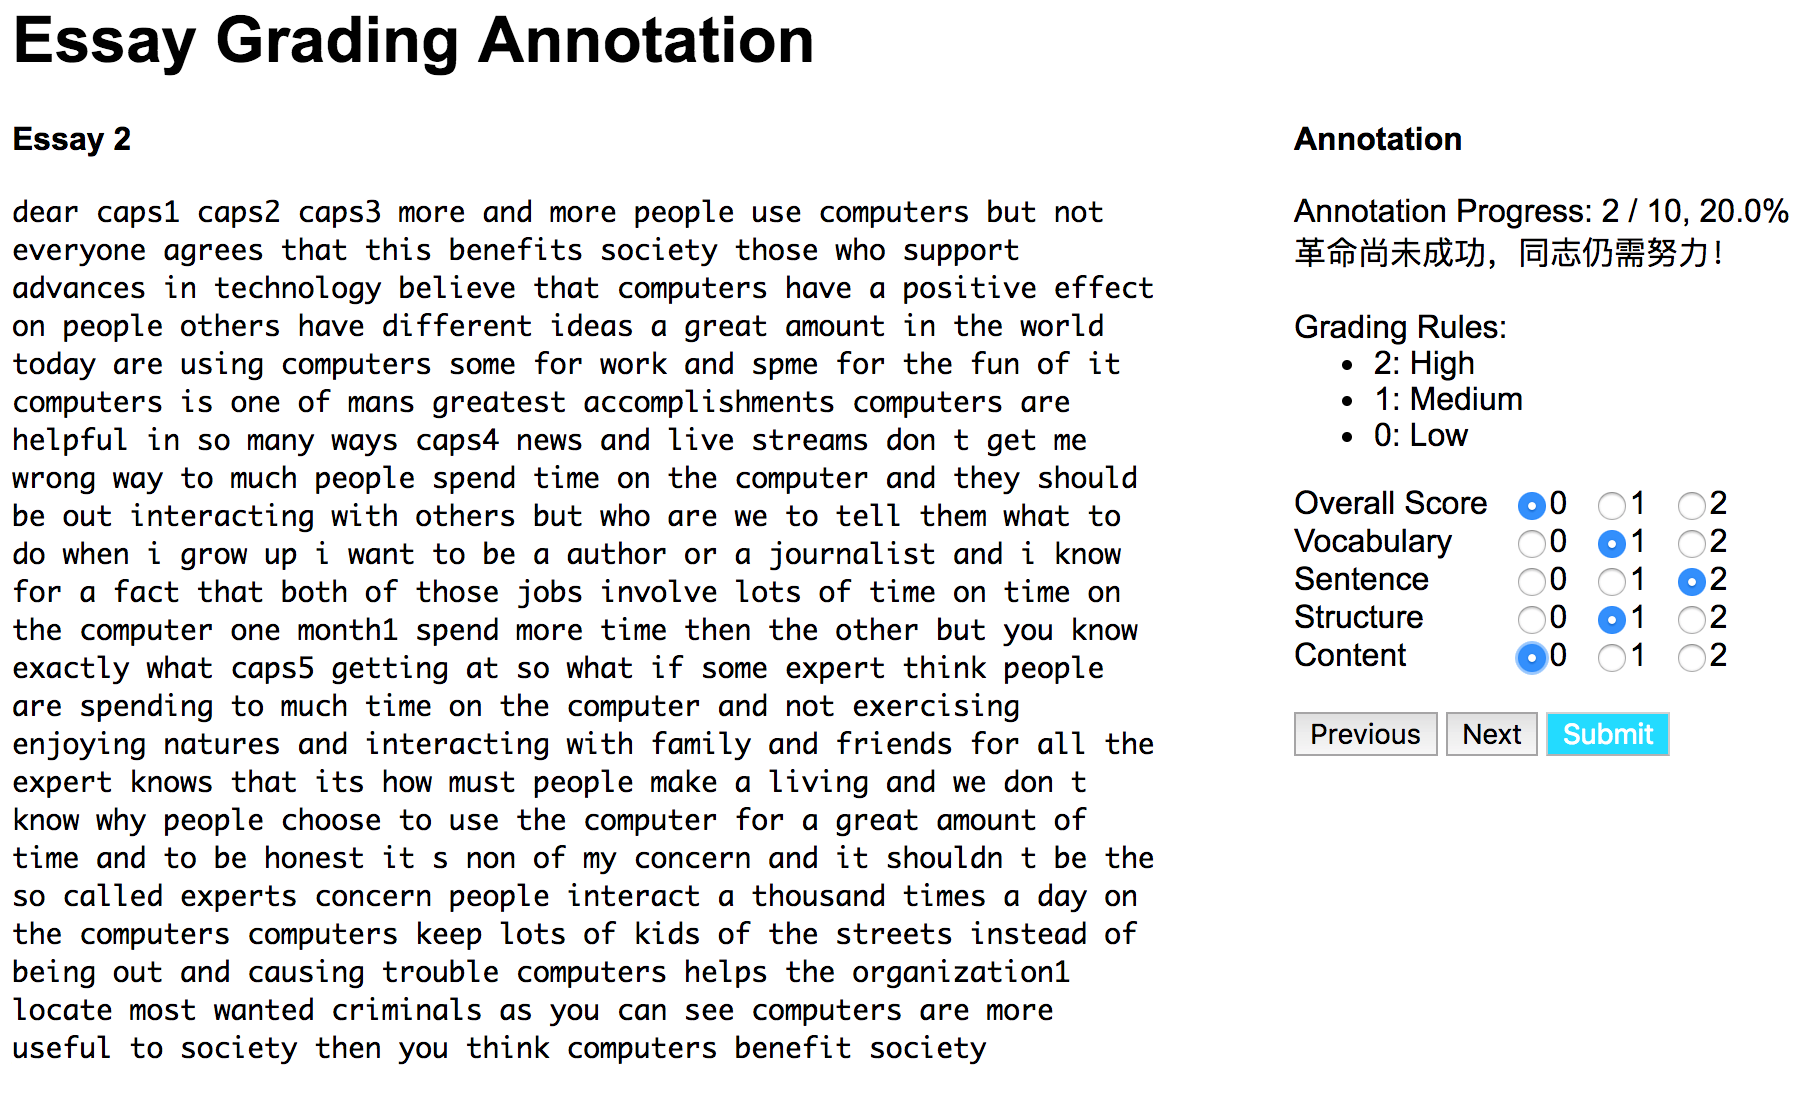 Essay Grading Annotation
Essay 2
dear caps1 caps2 caps3 more and more people use computers but not
everyone agrees that this benefits society those who support
advances in technology believe that computers have a positive effect
on people others have different ideas a great amount in the world
today are using computers some for work and spme for the fun of it
computers is one of mans greatest accomplishments computers are
helpful in so many ways caps4 news and live streams don t get me
wrong way to much people spend time on the computer and they should
be out interacting with others but who are we to tell them what to
do when i grow up i want to be a author or a journalist and i know
for a fact that both of those jobs involve lots of time on time on
the computer one month1 spend more time then the other but you know
exactly what caps5 getting at so what if some expert think people
are spending to much time on the computer and not exercising
enjoying natures and interacting with family and friends for all the
expert knows that its how must people make a living and we don t
know why people choose to use the computer for a great amount of
time and to be honest it s non of my concern and it shouldn t be the
so called experts concern people interact a thousand times a day on
the computers computers keep lots of kids of the streets instead of
being out and causing trouble computers helps the organization1
locate most wanted criminals as you can see computers are more
useful to society then you think computers benefit society
Annotation
Annotation Progress: 2 / 10, 20.0%
革命尚未成功，同志仍需努力！
Grading Rules:
• 2: High
• 1: Medium
• 0: Low
Overall Score 0 1 2
Vocabulary 0 1 2
Sentence 0 1 2
Structure 0 1 2
Content 0 1 2
Previous Next Submit